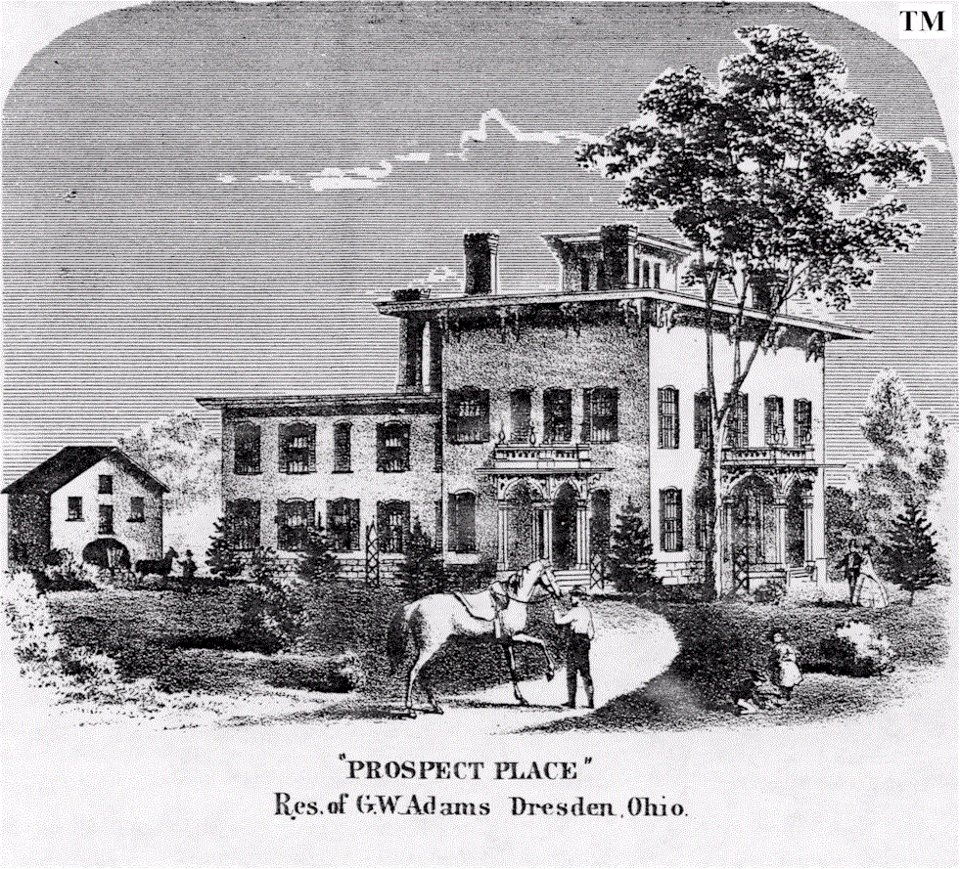 TM
"PROSPECT PLACE"
Res. of G.W. Adams Dresden, Ohio.